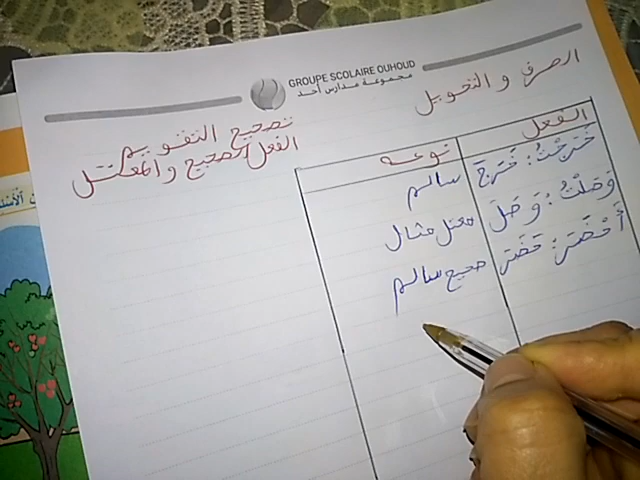 GROUPE SCOLAIRE OUHOUD
مجموعة مدارس أحد
الصرف و التحويل
تصحيح التقويم
الفعل الصحيح والمعتل
الفعل نوعه
خَرَجْتُ : خَرَجَ سالم
وَصَلْتُ : وَصَلَ معتل مثال
أَحْضَرَ : حَضَرَ صحيح سالم